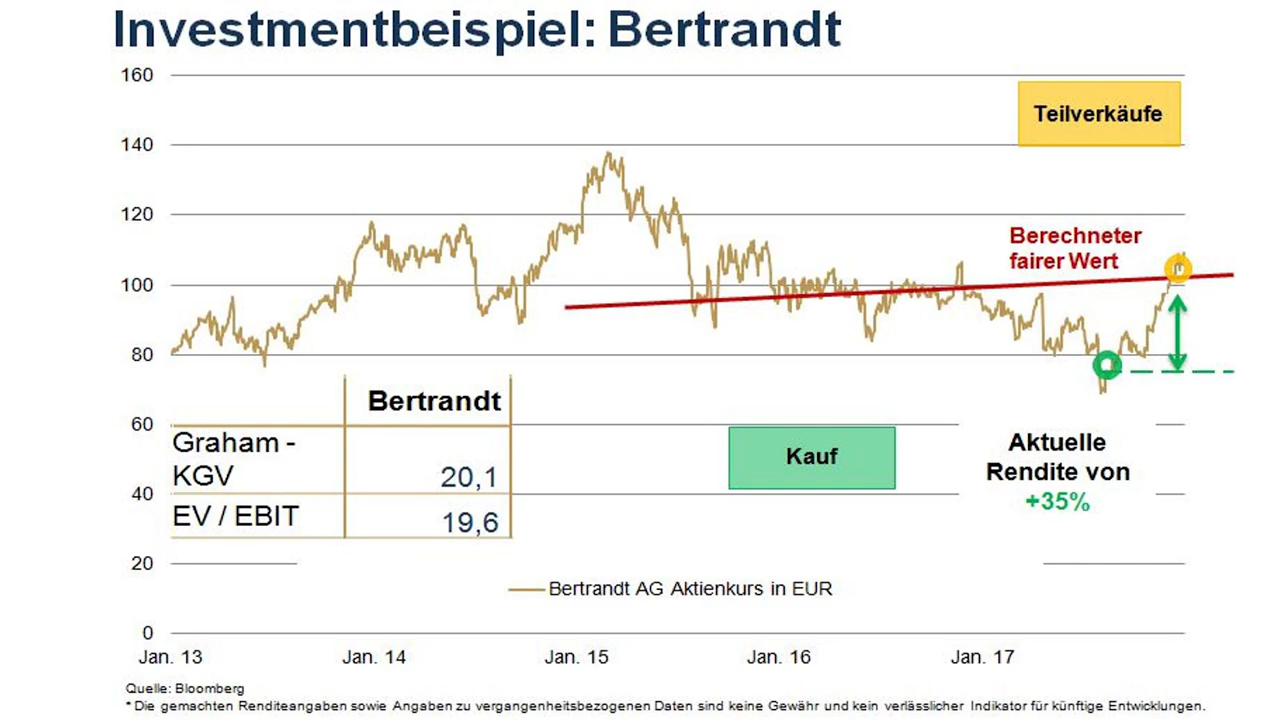 Investmentbeispiel: Bertrandt
160
140
120
100
80
60
40
20
0
Teilverkäufe
Berechneter
fairer Wert
Bertrandt
Graham -
KGV
20,1
EV / EBIT
19,6
Kauf
Aktuelle
Rendite von
+35%
Bertrandt AG Aktienkurs in EUR
Jan. 13
Jan. 14
Jan. 15
Jan. 16
Jan. 17
Quelle: Bloomberg
* Die gemachten Renditeangaben sowie Angaben zu vergangenheitsbezogenen Daten sind keine Gewähr und kein verlässlicher Indikator für künftige Entwicklungen.